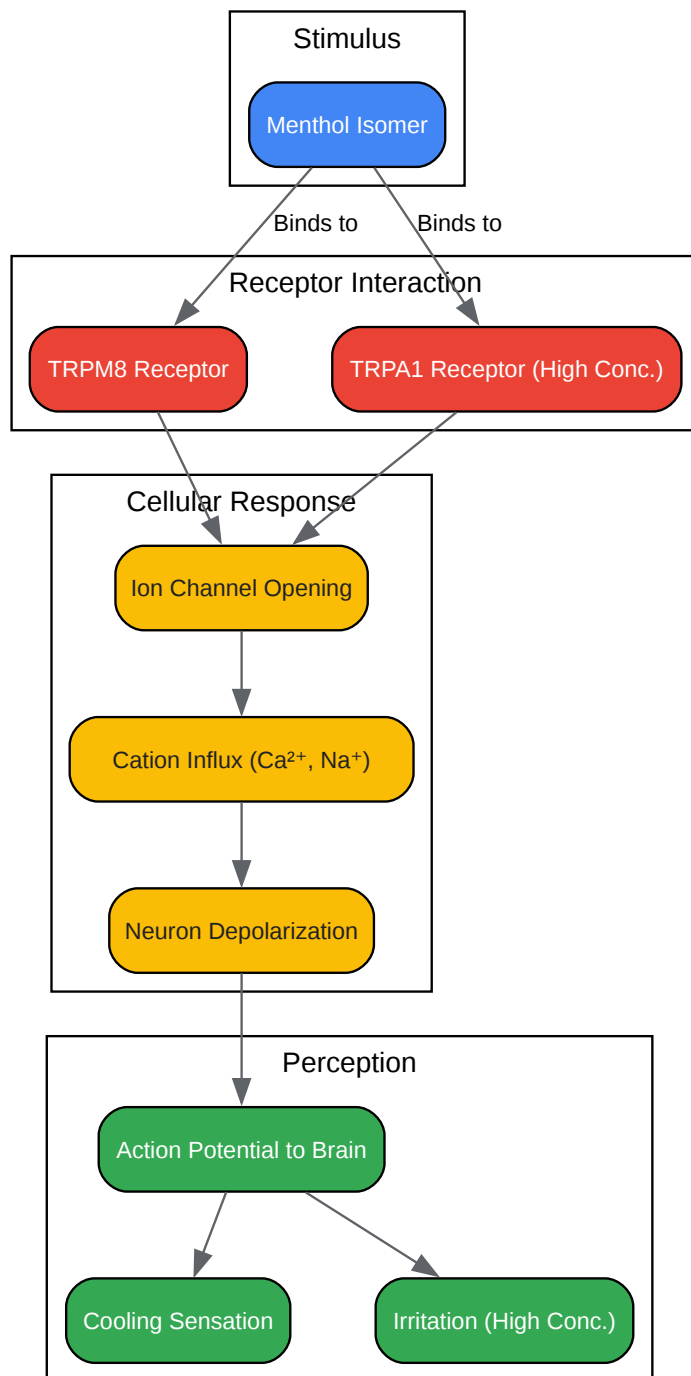 Stimulus
Menthol Isomer
Binds to
Binds to
Receptor Interaction
TRPM8 Receptor
TRPA1 Receptor (High Conc.)
Cellular Response
Ion Channel Opening
Cation Influx (Ca²⁺, Na⁺)
Neuron Depolarization
Perception
Action Potential to Brain
Cooling Sensation
Irritation (High Conc.)